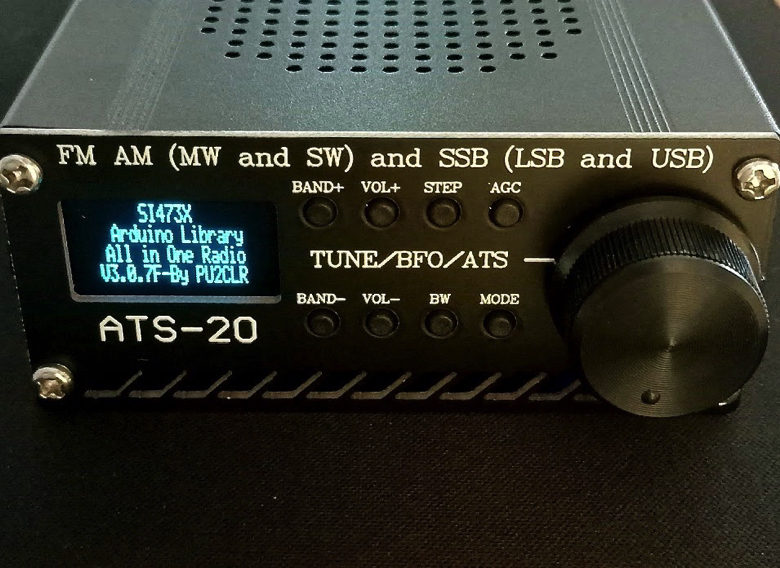 FM AM (MW and SW) and SSB (LSB and USB)
BAND+ VOL+ STEP AGC
SI473X
Arduino Library
All in One Radio
V3.0.7F-By PU2CLR
TUNE/BFO/ATS
BAND- VOL- BW MODE
ATS-20